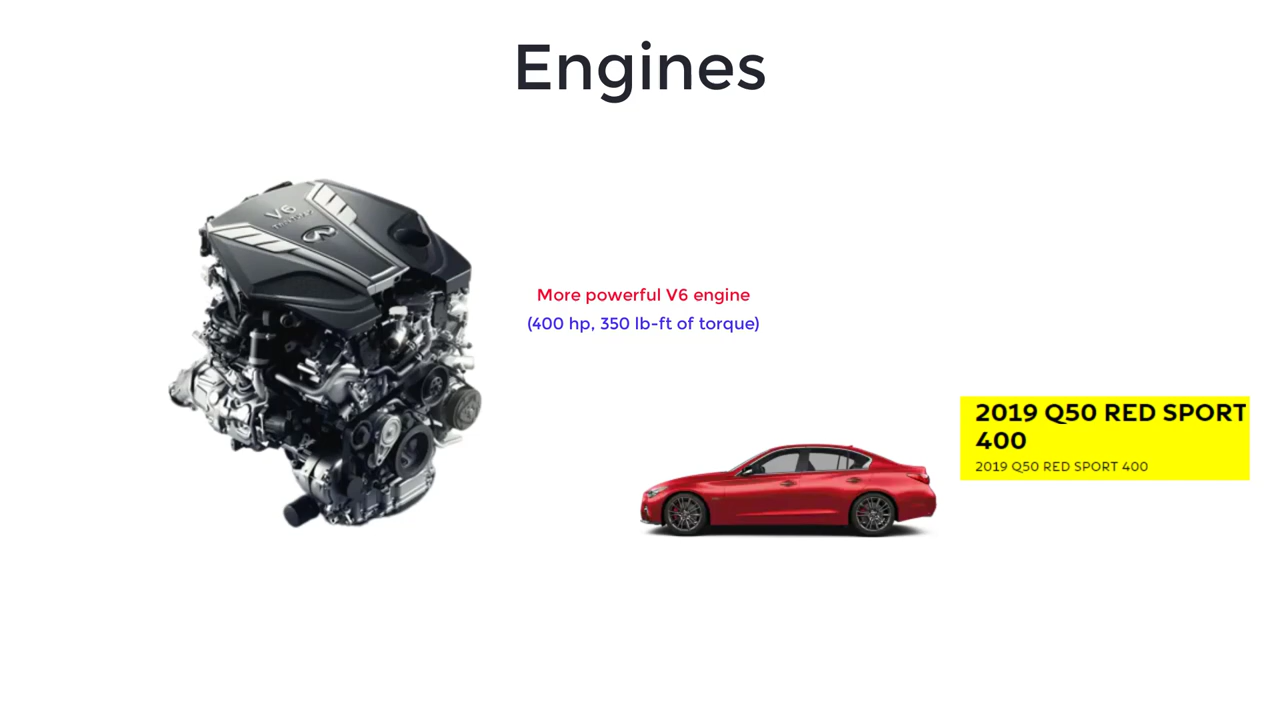 Engines
V6
More powerful V6 engine
(400 hp, 350 lb-ft of torque)
2019 Q50 RED SPORT
400
2019 Q50 RED SPORT 400